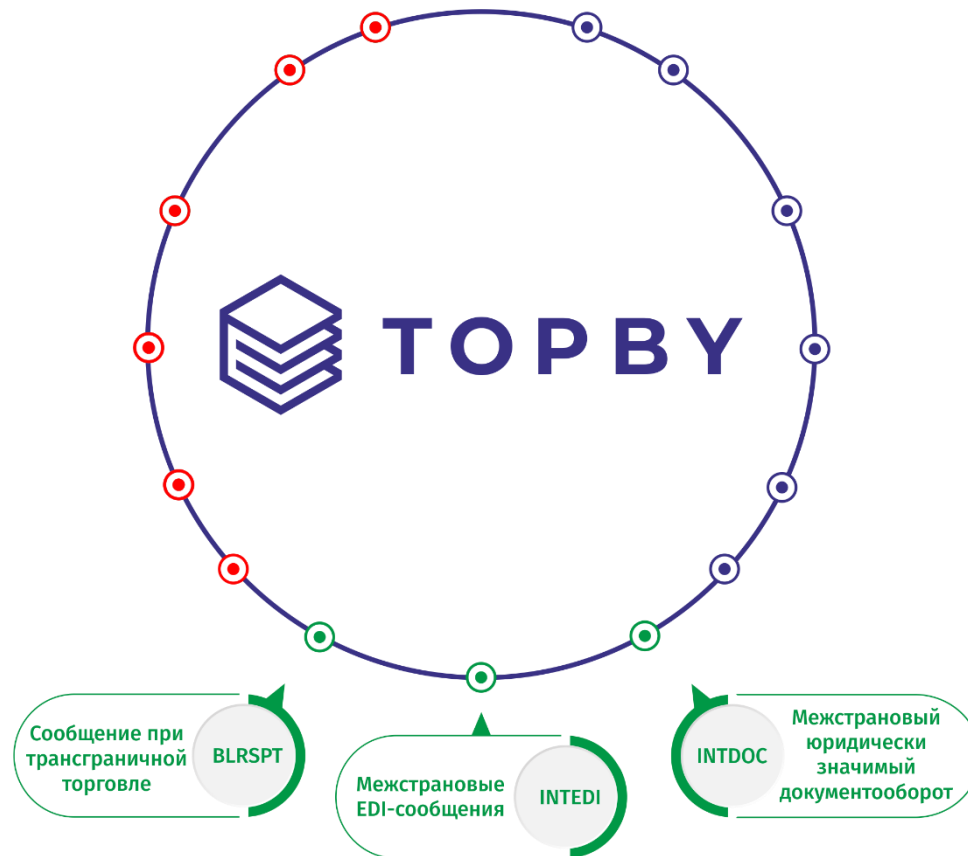 TOPBY
Сообщение при
трансграничной
торговле
BLRSPT
Межстрановые
EDI-сообщения
INTEDI
INTDOC
Межстрановый
юридически
значимый
документооборот